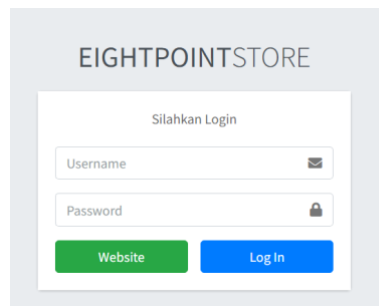 EIGHTPOINTSTORE
Silahkan Login
Username
Password
Website Log In